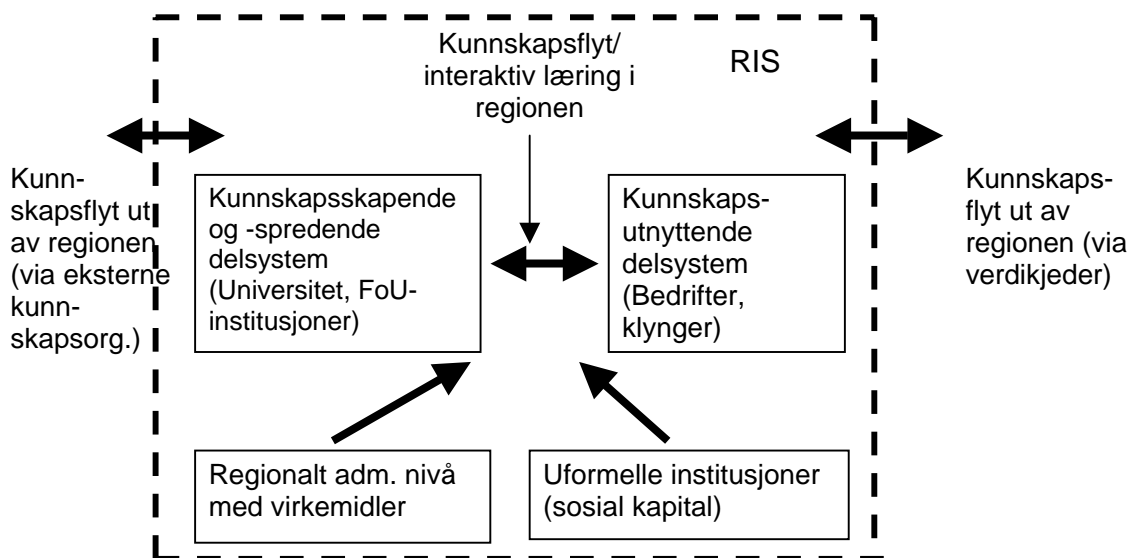 Kunnskapsflyt/
interaktiv læring i
regionen
RIS
Kunn-
skapsflyt ut
av regionen
(via eksterne
kunn-
skapsorg.)
Kunnskapsskapende
og -spredende
delsystem
(Universitet, FoU-
institusjoner)
Kunnskaps-
utnyttende
delsystem
(Bedrifter,
klynger)
Kunnskaps-
flyt ut av
regionen (via
verdikjeder)
Regionalt adm. nivå
med virkemidler
Uformelle institusjoner
(sosial kapital)